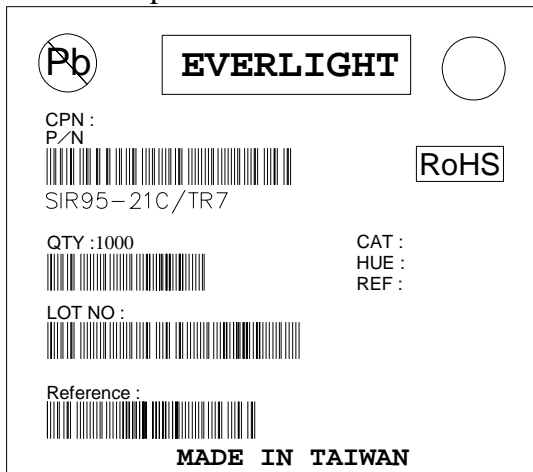 Pb
EVERLIGHT
CPN :
P/N
RoHS
SIR95-21C/TR7
QTY :1000
CAT :
HUE :
REF :
LOT NO :
Reference :
MADE IN TAIWAN